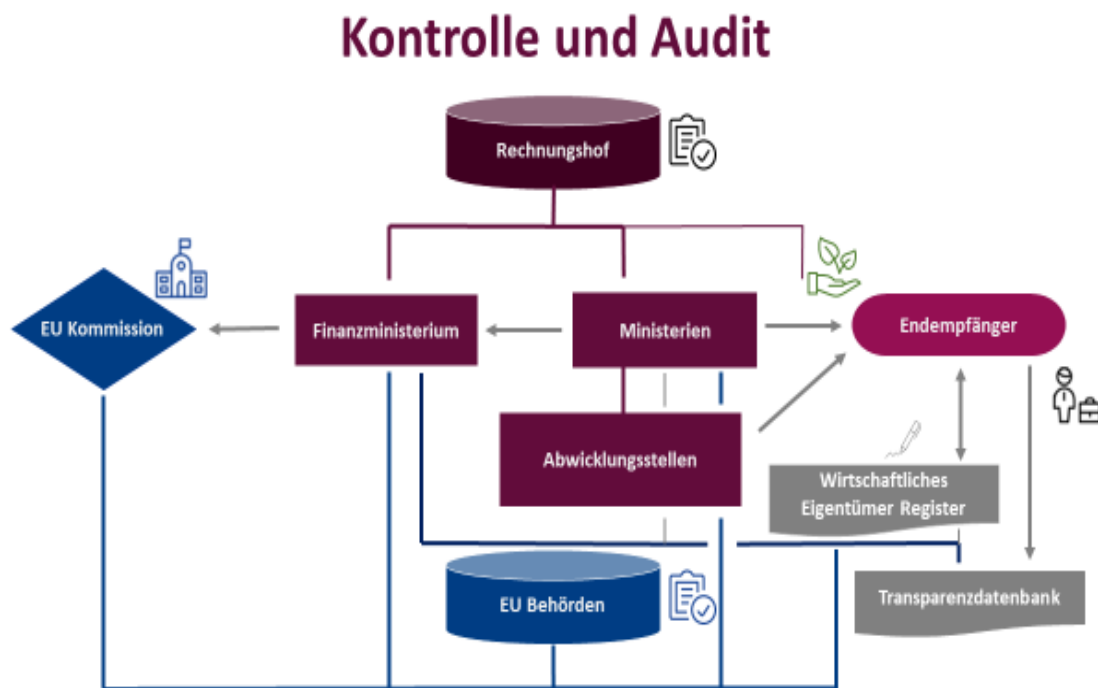 Kontrolle und Audit
Rechnungshof
EU Kommission
Finanzministerium
Ministerien
Endempfänger
Abwicklungsstellen
Wirtschaftliches
Eigentümer Register
EU Behörden
Transparenzdatenbank